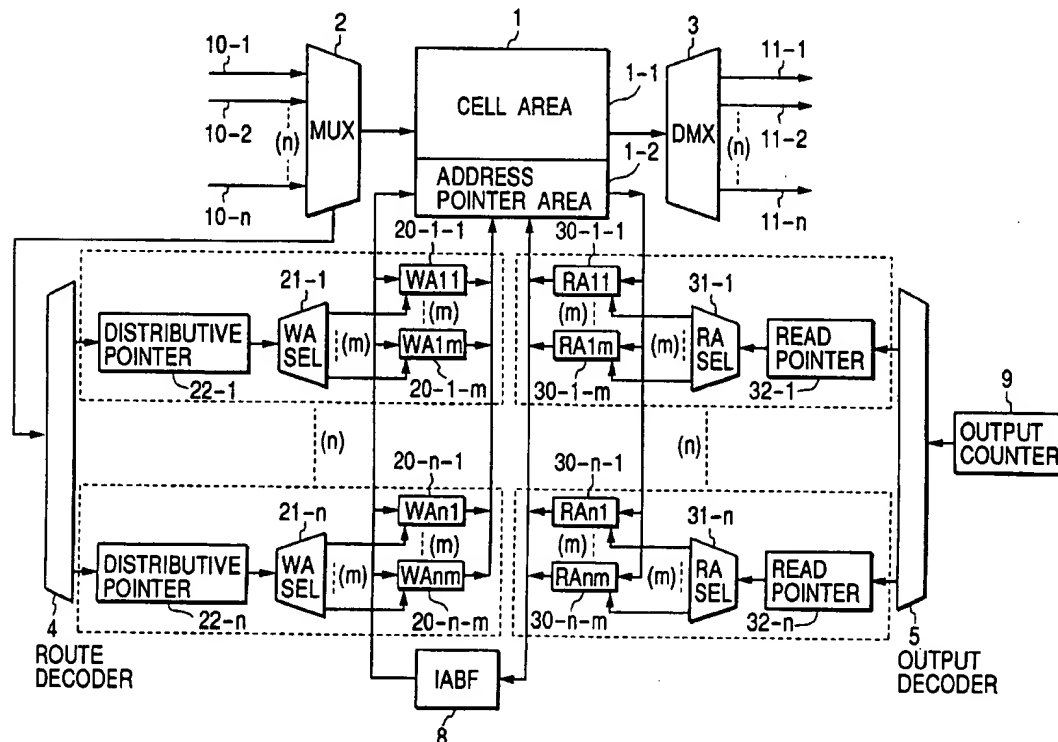 2
1
3
10-1
11-1
1-1
10-2
CELL AREA
11-2
MUX
DMX
(n)
(n)
1-2
ADDRESS
POINTER AREA
10-n
11-n
20-1-1
30-1-1
21-1
WA11
RA11
31-1
DISTRIBUTIVE
POINTER
WA
SEL
(m)
(m)
(m)
(m)
RA
SEL
READ
POINTER
WA1m
RA1m
22-1
20-1-m
30-1-m
32-1
9
(n)
(n)
OUTPUT
COUNTER
20-n-1
30-n-1
21-n
WAn1
RAn1
31-n
DISTRIBUTIVE
POINTER
WA
SEL
(m)
(m)
(m)
(m)
RA
SEL
READ
POINTER
WAnm
RAnm
22-n
20-n-m
30-n-m
32-n
4
5
ROUTE
DECODER
OUTPUT
DECODER
IABF
8